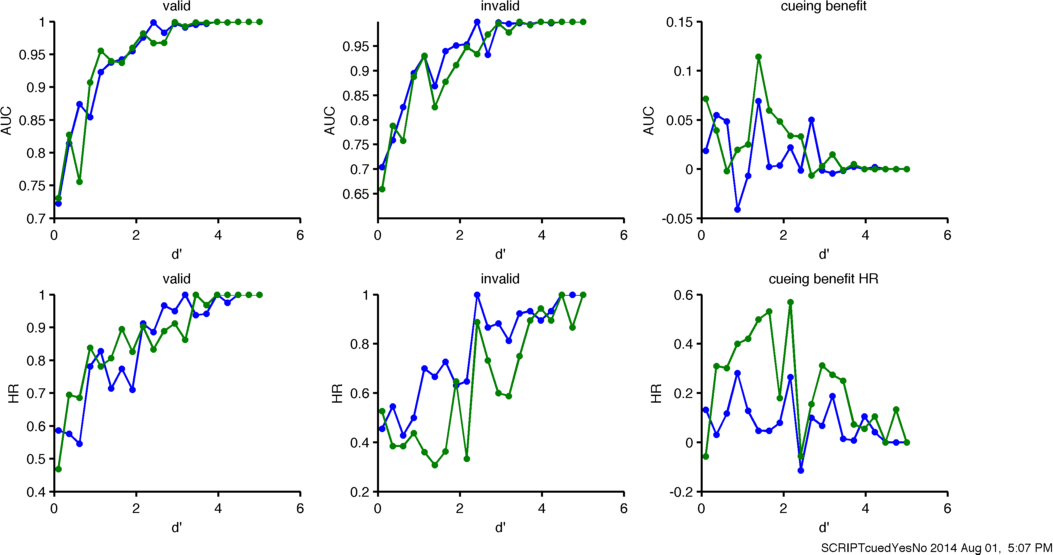 valid
1
0.95
0.9
0.85
0.8
0.75
0.7
AUC
0 2 4 6
d'
invalid
0.95
0.9
0.85
0.8
0.75
0.7
0.65
AUC
0 2 4 6
d'
cueing benefit
0.15
0.1
0.05
0
-0.05
AUC
0 2 4 6
d'
valid
1
0.9
0.8
0.7
0.6
0.5
0.4
HR
0 2 4 6
d'
invalid
1
0.8
0.6
0.4
0.2
HR
0 2 4 6
d'
cueing benefit HR
0.6
0.4
0.2
0
-0.2
HR
0 2 4 6
d'
SCRIPTcuedYesNo 2014 Aug 01, 5:07 PM